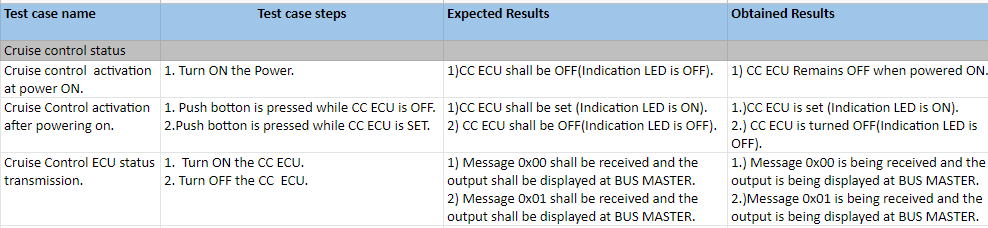 Test case name Test case steps Expected Results Obtained Results
Cruise control status
Cruise control activation at power ON.
1. Turn ON the Power.
1)CC ECU shall be OFF(Indication LED is OFF).
1) CC ECU Remains OFF when powered ON.
Cruise Control activation
after powering on.
1. Push botton is pressed while CC ECU is OFF.
2.Push botton is pressed while CC ECU is SET.
1)CC ECU shall be set (Indication LED is ON).
2) CC ECU shall be OFF(Indication LED is OFF).
1.)CC ECU is set (Indication LED is ON).
2.) CC ECU is turned OFF(Indication LED is
OFF).
Cruise Control ECU status
transmission.
1. Turn ON the CC ECU.
2. Turn OFF the CC ECU.
1) Message 0x00 shall be received and the
output shall be displayed at BUS MASTER.
2) Message 0x01 shall be received and the
output shall be displayed at BUS MASTER.
1.) Message 0x00 is being received and the
output is being displayed at BUS MASTER.
2.)Message 0x01 is being received and the
output is being displayed at BUS MASTER.